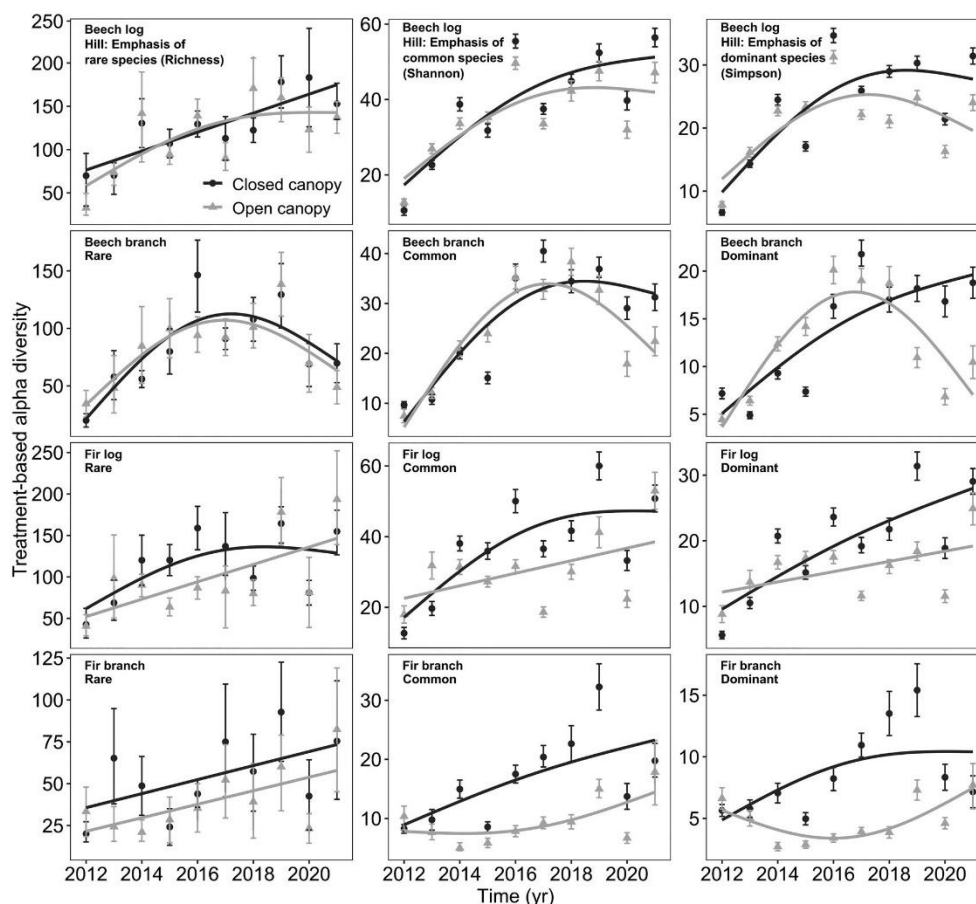 Treatment-based alpha diversity
Beech log
Hill: Emphasis of
rare species (Richness)
250
200
150
100
50
Closed canopy
Open canopy
Beech log
Hill: Emphasis of
common species
(Shannon)
60
40
20
Beech log
Hill: Emphasis of
dominant species
(Simpson)
30
20
10
Beech branch
Rare
150
100
50
Beech branch
Common
40
30
20
10
Beech branch
Dominant
20
15
10
5
Fir log
Rare
250
200
150
100
50
Fir log
Common
60
40
20
Fir log
Dominant
30
20
10
Fir branch
Rare
125
100
75
50
25
Fir branch
Common
30
20
10
Fir branch
Dominant
15
10
5
2012 2014 2016 2018 2020
2012 2014 2016 2018 2020
2012 2014 2016 2018 2020
Time (yr)